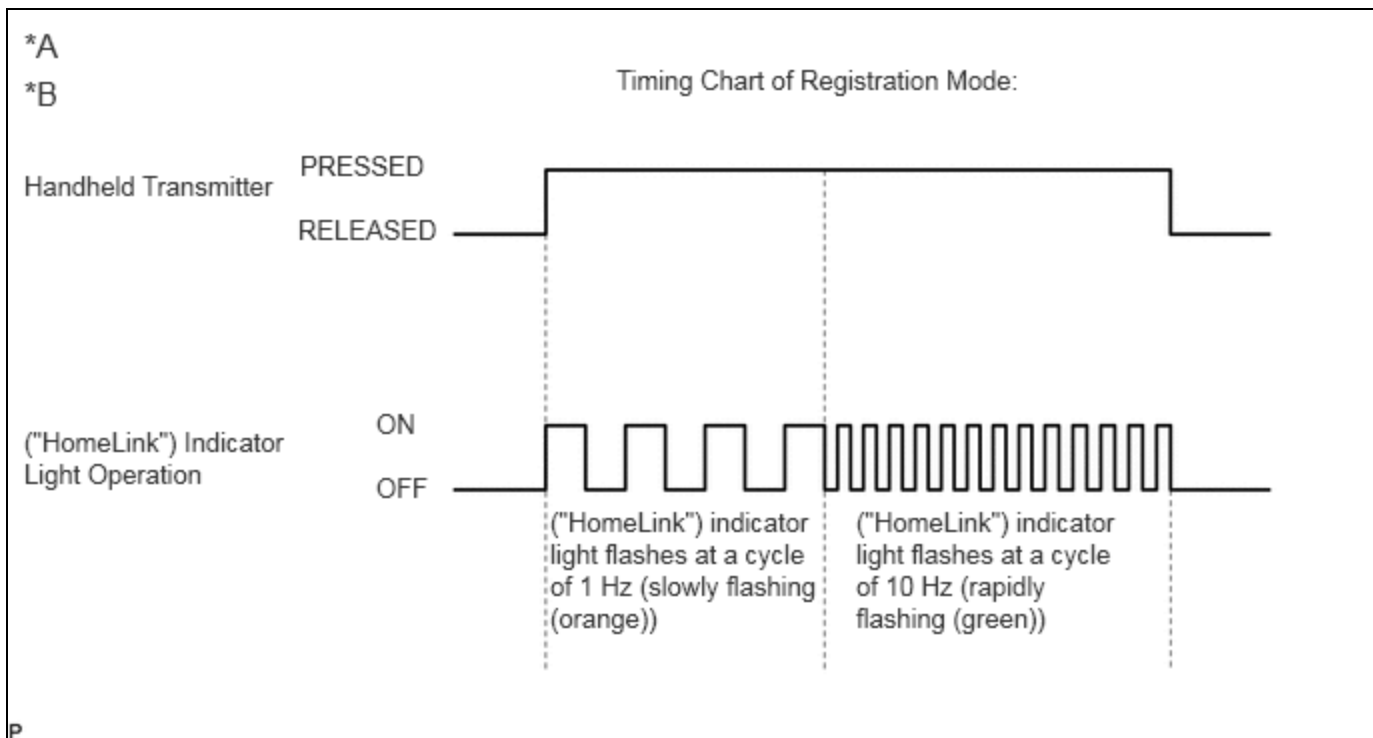 *A
*B
Timing Chart of Registration Mode:
Handheld Transmitter
PRESSED
RELEASED
("HomeLink") Indicator
Light Operation
ON
OFF
("HomeLink") indicator
light flashes at a cycle
of 1 Hz (slowly flashing
(orange))
("HomeLink") indicator
light flashes at a cycle
of 10 Hz (rapidly
flashing (green))
P